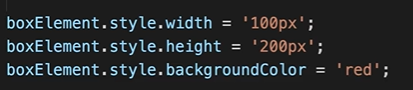 boxElement.style.width = '100px';
boxElement.style.height = '200px';
boxElement.style.backgroundColor = 'red';